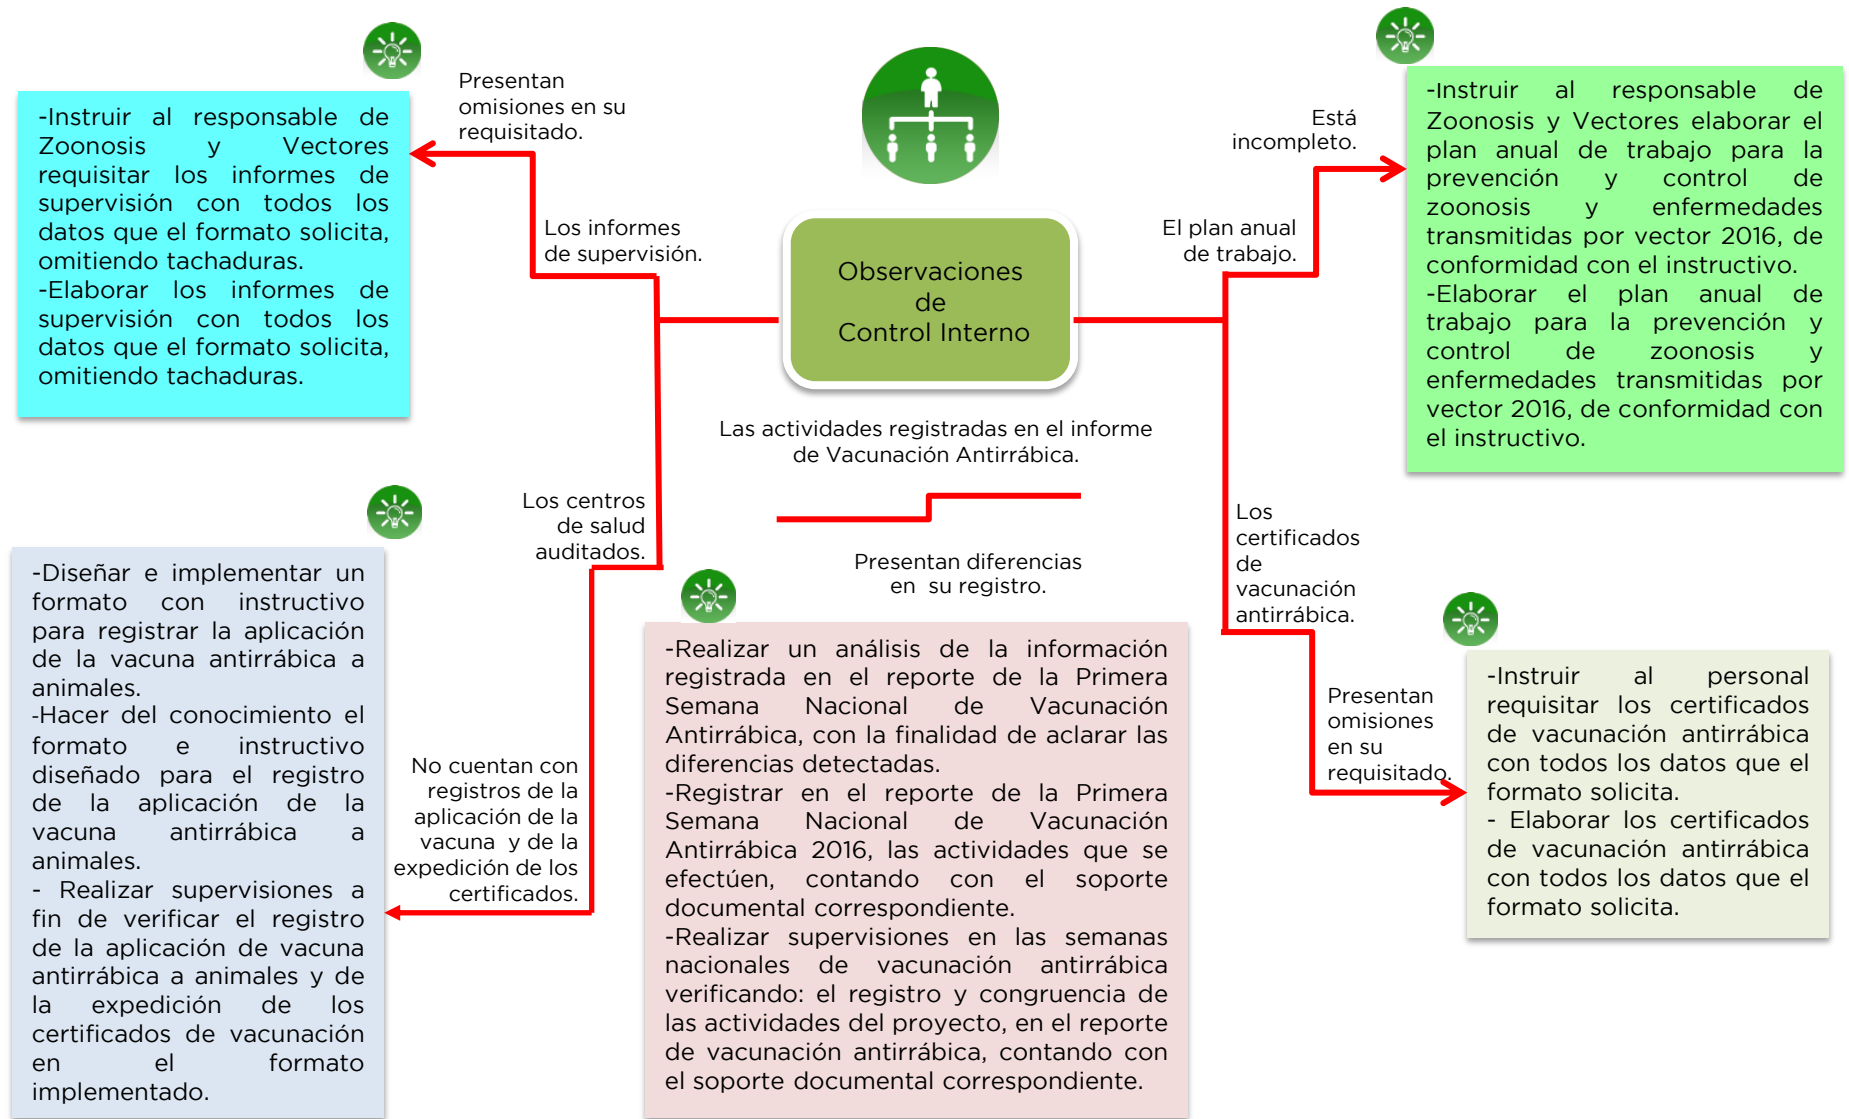 Presentan
omisiones en su
requisitado.
-Instruir al responsable de
Zoonosis y Vectores
requisitar los informes de
supervisión con todos los
datos que el formato solicita,
omitiendo tachaduras.
-Elaborar los informes de
supervisión con todos los
datos que el formato solicita,
omitiendo tachaduras.
Los informes
de supervisión.
Observaciones
de
Control Interno
El plan anual
de trabajo.
Está
incompleto.
-Instruir al responsable de
Zoonosis y Vectores elaborar el
plan anual de trabajo para la
prevención y control de
zoonosis y enfermedades
transmitidas por vector 2016, de
conformidad con el instructivo.
-Elaborar el plan anual de
trabajo para la prevención y
control de zoonosis y
enfermedades transmitidas por
vector 2016, de conformidad con
el instructivo.
Las actividades registradas en el informe
de Vacunación Antirrábica.
Presentan diferencias
en su registro.
Los centros
de salud
auditados.
No cuentan con
registros de la
aplicación de la
vacuna y de la
expedición de los
certificados.
-Diseñar e implementar un
formato con instructivo
para registrar la aplicación
de la vacuna antirrábica a
animales.
-Hacer del conocimiento el
formato e instructivo
diseñado para el registro
de la aplicación de la
vacuna antirrábica a
animales.
- Realizar supervisiones a
fin de verificar el registro
de la aplicación de vacuna
antirrábica a animales y de
la expedición de los
certificados de vacunación
en el formato
implementado.
-Realizar un análisis de la información
registrada en el reporte de la Primera
Semana Nacional de Vacunación
Antirrábica, con la finalidad de aclarar las
diferencias detectadas.
-Registrar en el reporte de la Primera
Semana Nacional de Vacunación
Antirrábica 2016, las actividades que se
efectúen, contando con el soporte
documental correspondiente.
-Realizar supervisiones en las semanas
nacionales de vacunación antirrábica
verificando: el registro y congruencia de
las actividades del proyecto, en el reporte
de vacunación antirrábica, contando con
el soporte documental correspondiente.
Los
certificados
de
vacunación
antirrábica.
Presentan
omisiones
en su
requisitado.
-Instruir al personal
requisitar los certificados
de vacunación antirrábica
con todos los datos que el
formato solicita.
- Elaborar los certificados
de vacunación antirrábica
con todos los datos que el
formato solicita.